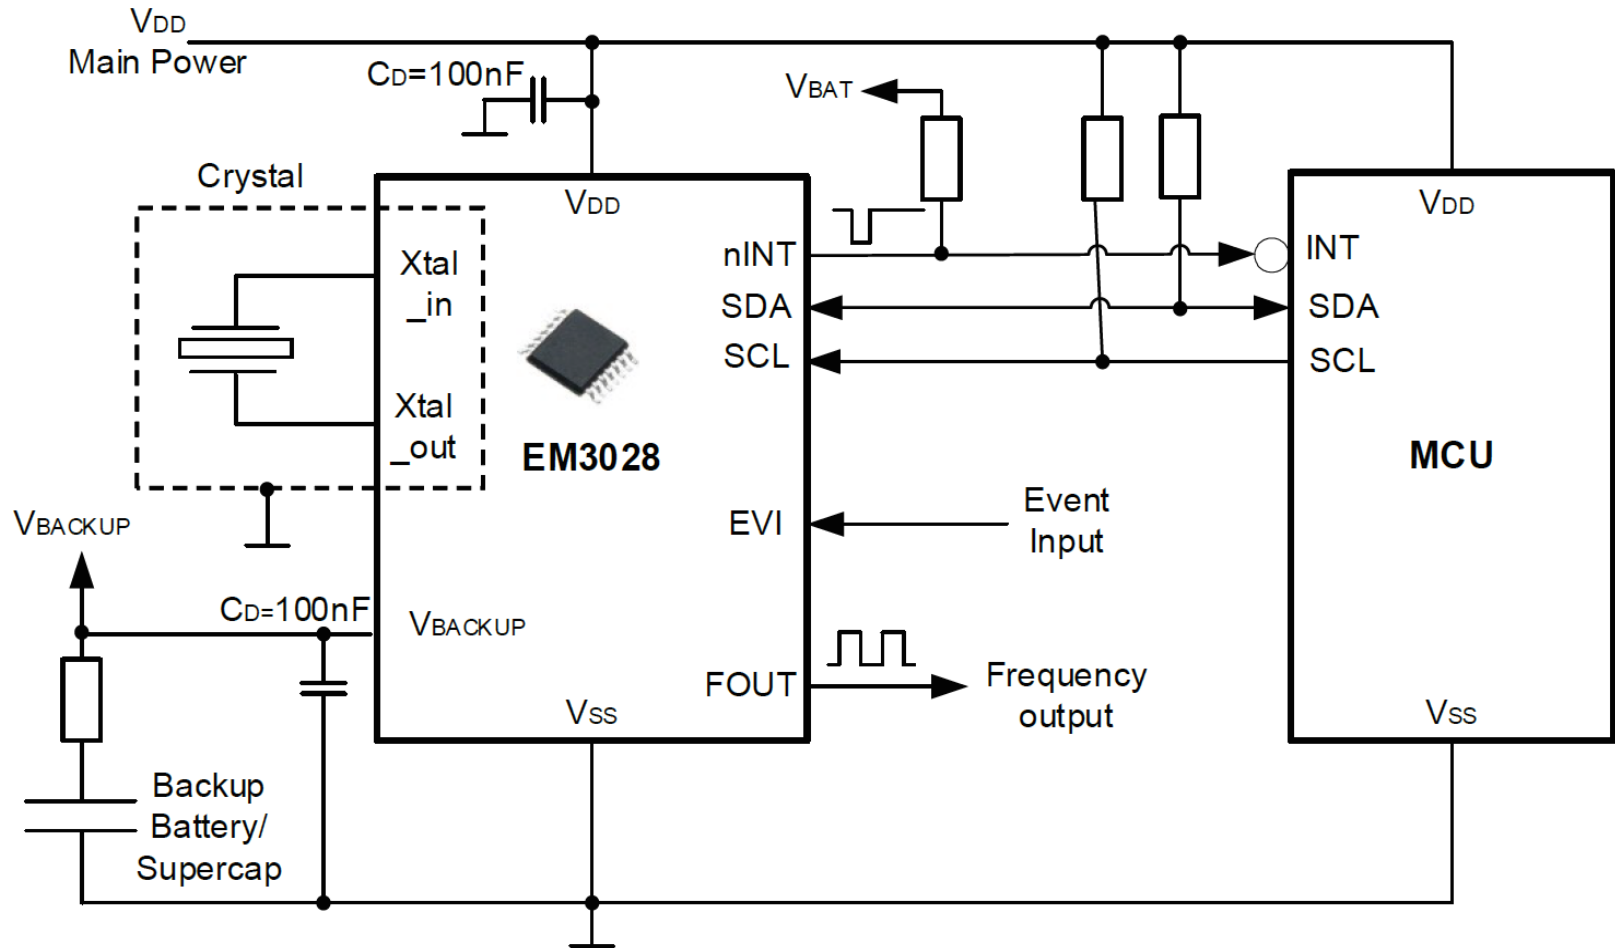 VDD
Main Power
CD=100nF
VBAT
Crystal
VDD
VDD
Xtal
_in
nINT
INT
SDA
SDA
SCL
SCL
Xtal
_out
EM3028
MCU
VBACKUP
EVI
Event
Input
CD=100nF
VBACKUP
FOUT
Frequency
output
VSS
VSS
Backup
Battery/
Supercap